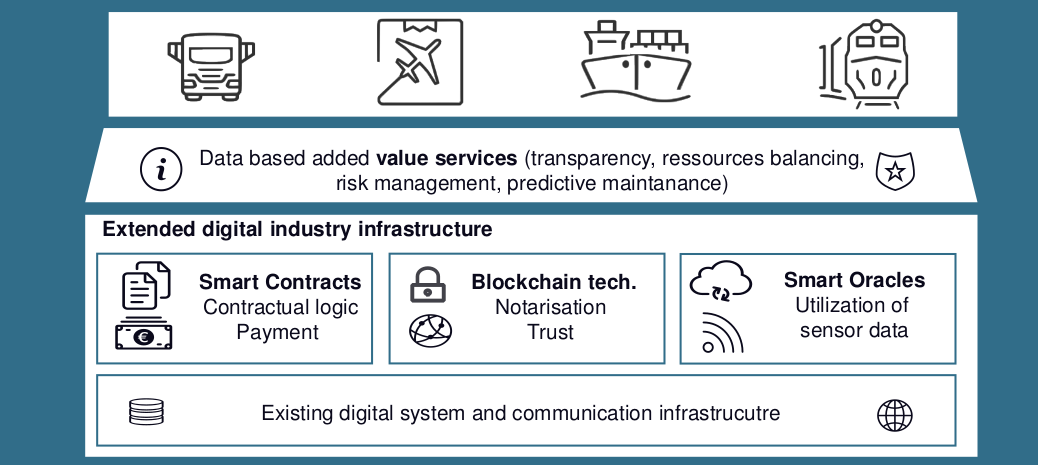 Data based added value services (transparency, ressources balancing,
risk management, predictive maintanance)
Extended digital industry infrastructure
Smart Contracts
Contractual logic
Payment
Blockchain tech.
Notarisation
Trust
Smart Oracles
Utilization of
sensor data
Existing digital system and communication infrastrucutre